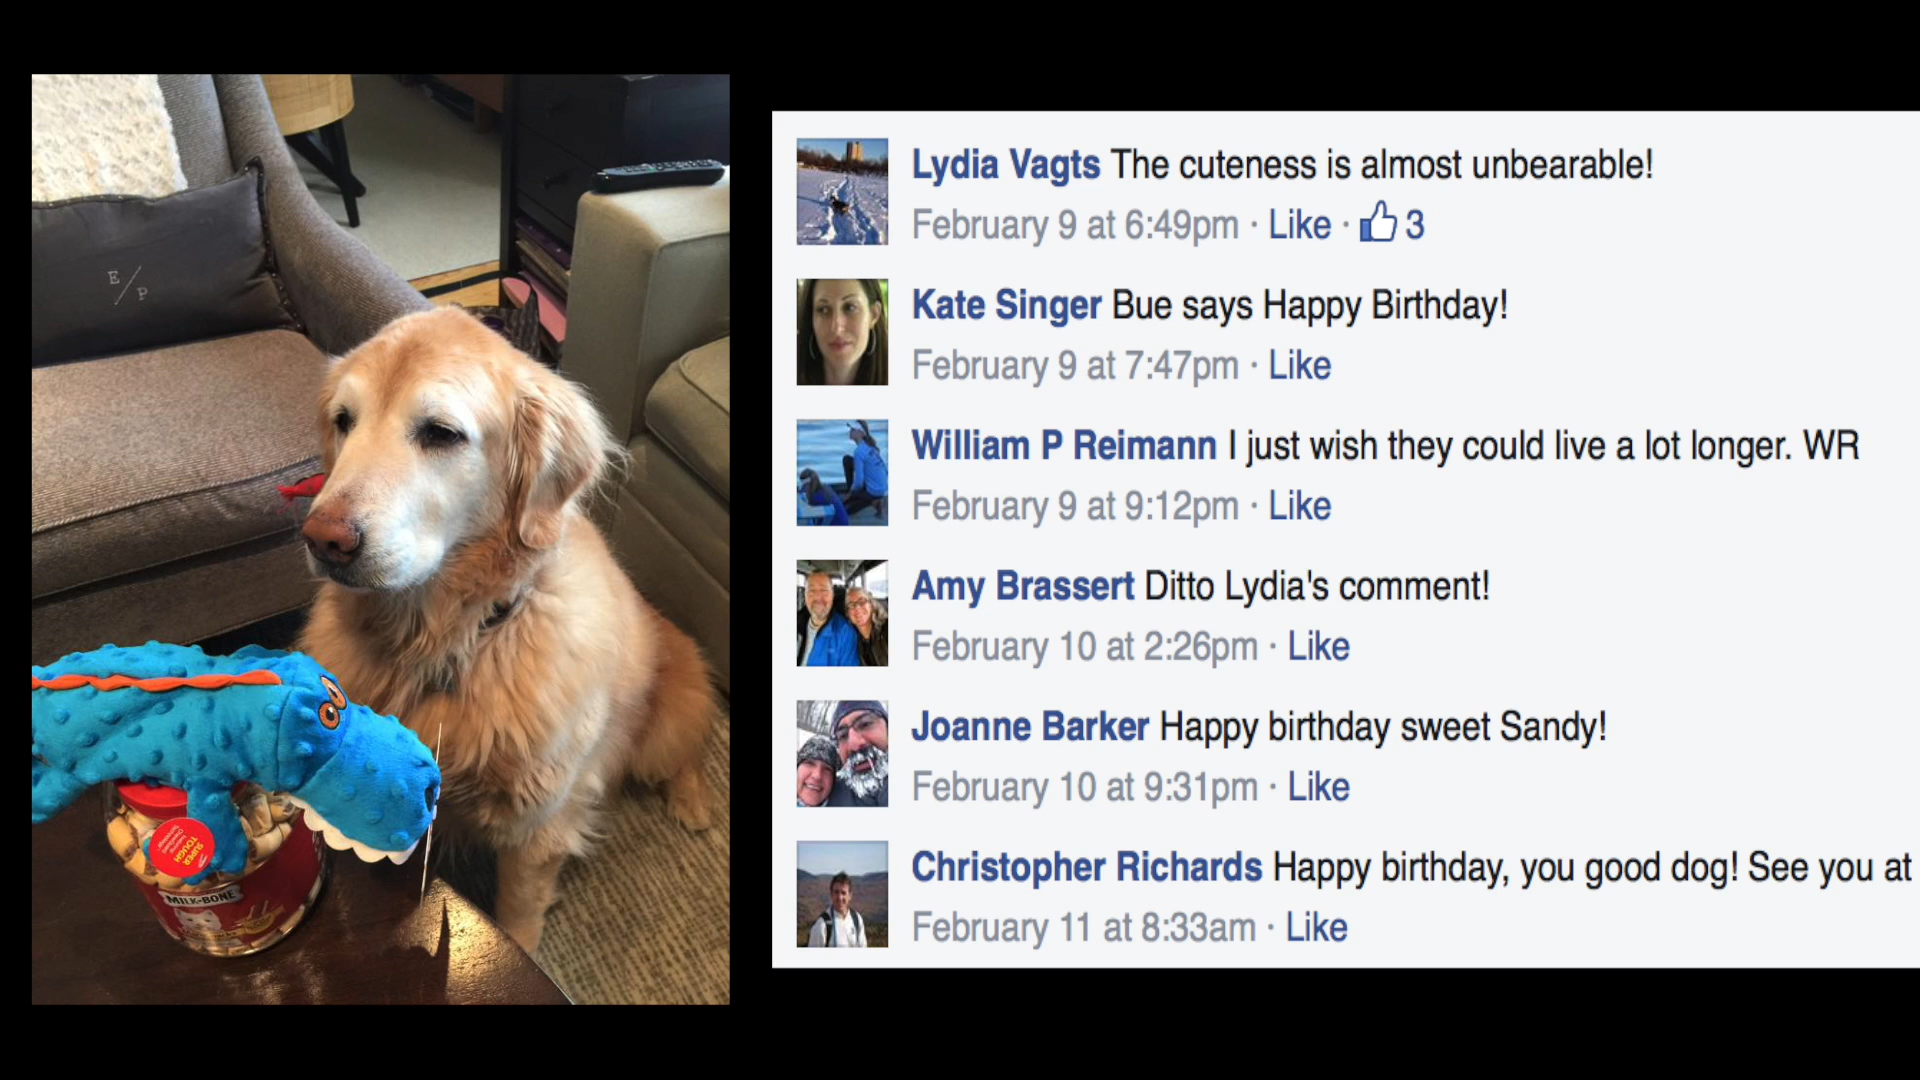 E/P
SUPER
TOUGH
MILK-BONE
Lydia Vagts The cuteness is almost unbearable!
February 9 at 6:49pm · Like · 3
Kate Singer Bue says Happy Birthday!
February 9 at 7:47pm · Like
William P Reimann I just wish they could live a lot longer. WR
February 9 at 9:12pm · Like
Amy Brassert Ditto Lydia's comment!
February 10 at 2:26pm · Like
Joanne Barker Happy birthday sweet Sandy!
February 10 at 9:31pm · Like
Christopher Richards Happy birthday, you good dog! See you at
February 11 at 8:33am · Like